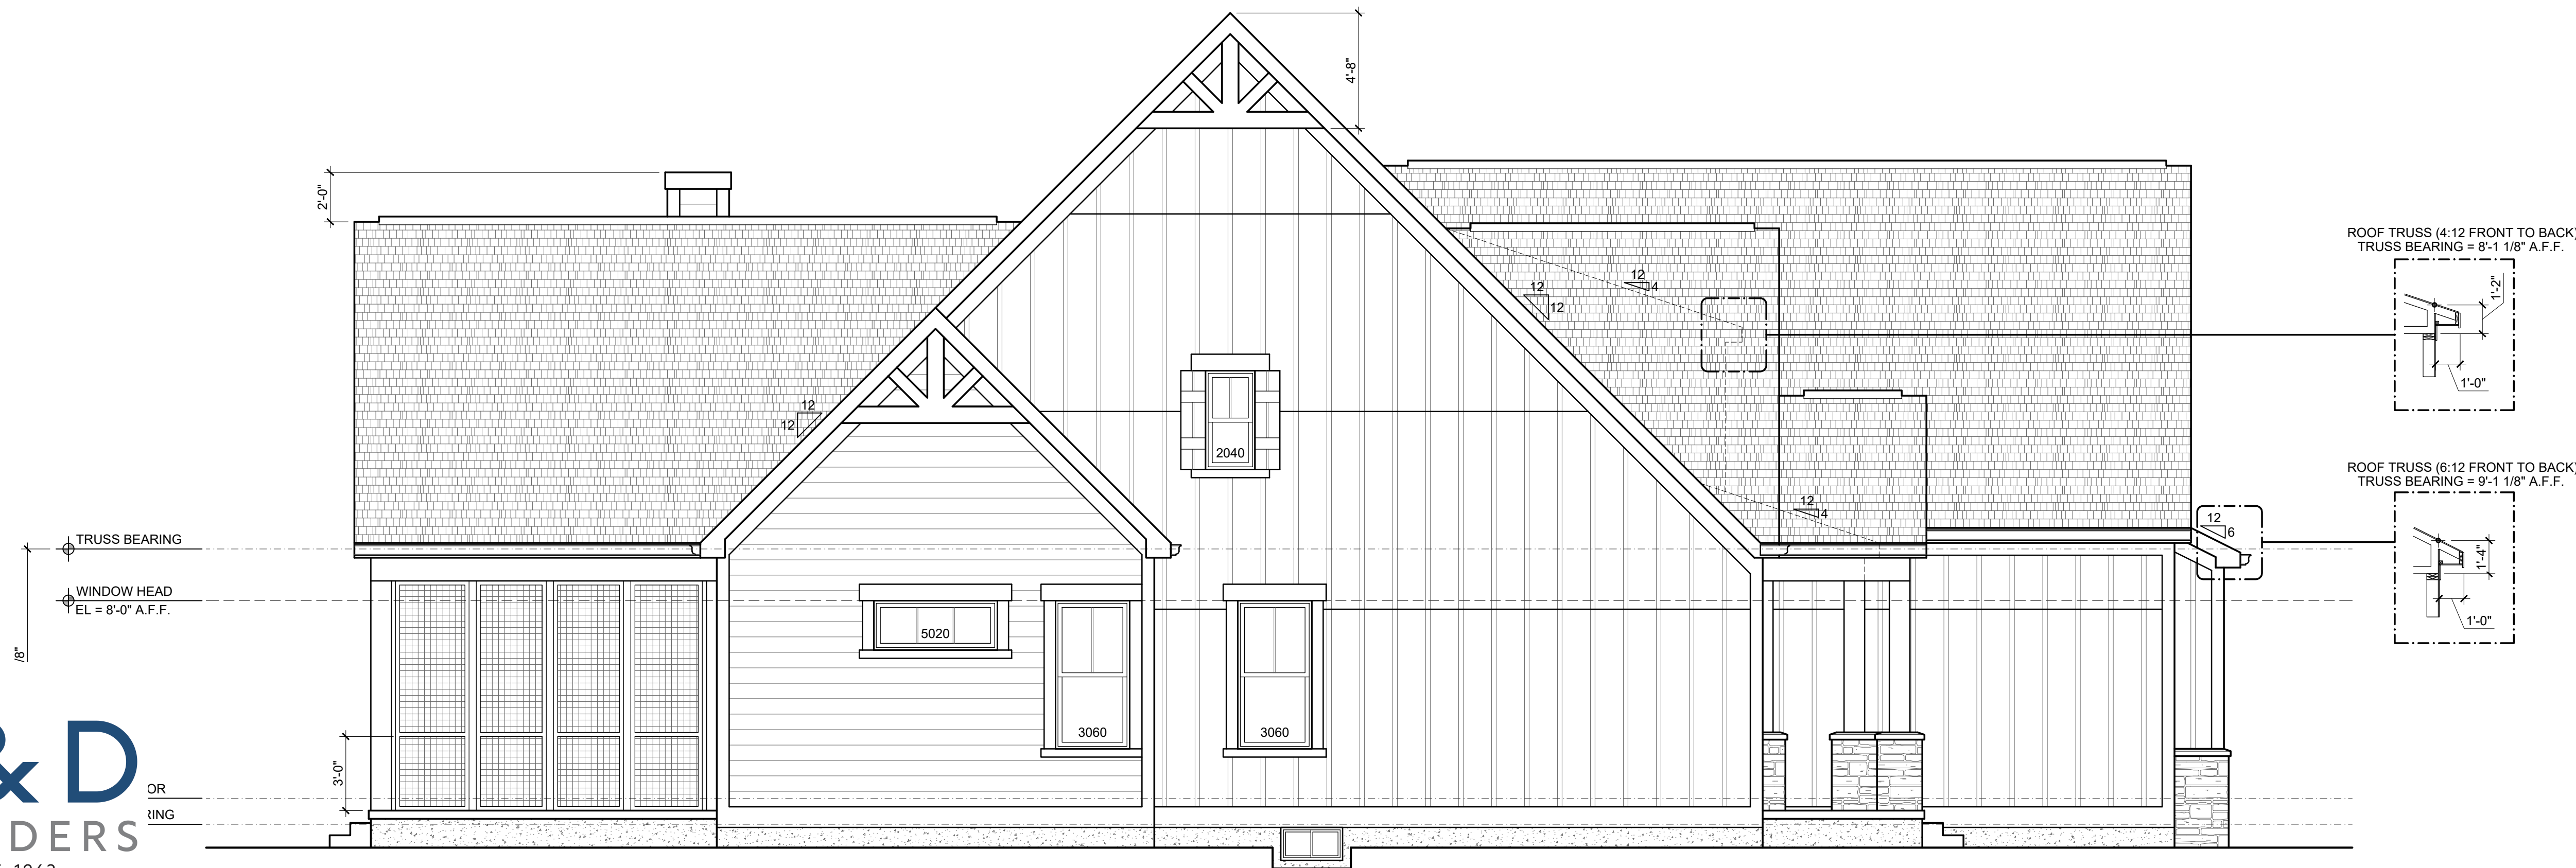 4'-8"
2'-0"
ROOF TRUSS (4:12 FRONT TO BACK)
TRUSS BEARING = 8'-1 1/8" A.F.F.
1'-2"
1'-0"
12
4
12
12
12
12
2040
ROOF TRUSS (6:12 FRONT TO BACK)
TRUSS BEARING = 9'-1 1/8" A.F.F.
1'-4"
1'-0"
12
4
12
6
TRUSS BEARING
WINDOW HEAD
EL = 8'-0" A.F.F.
/8"
5020
3060
3060
3'-0"
& D
OR
RING
DERS